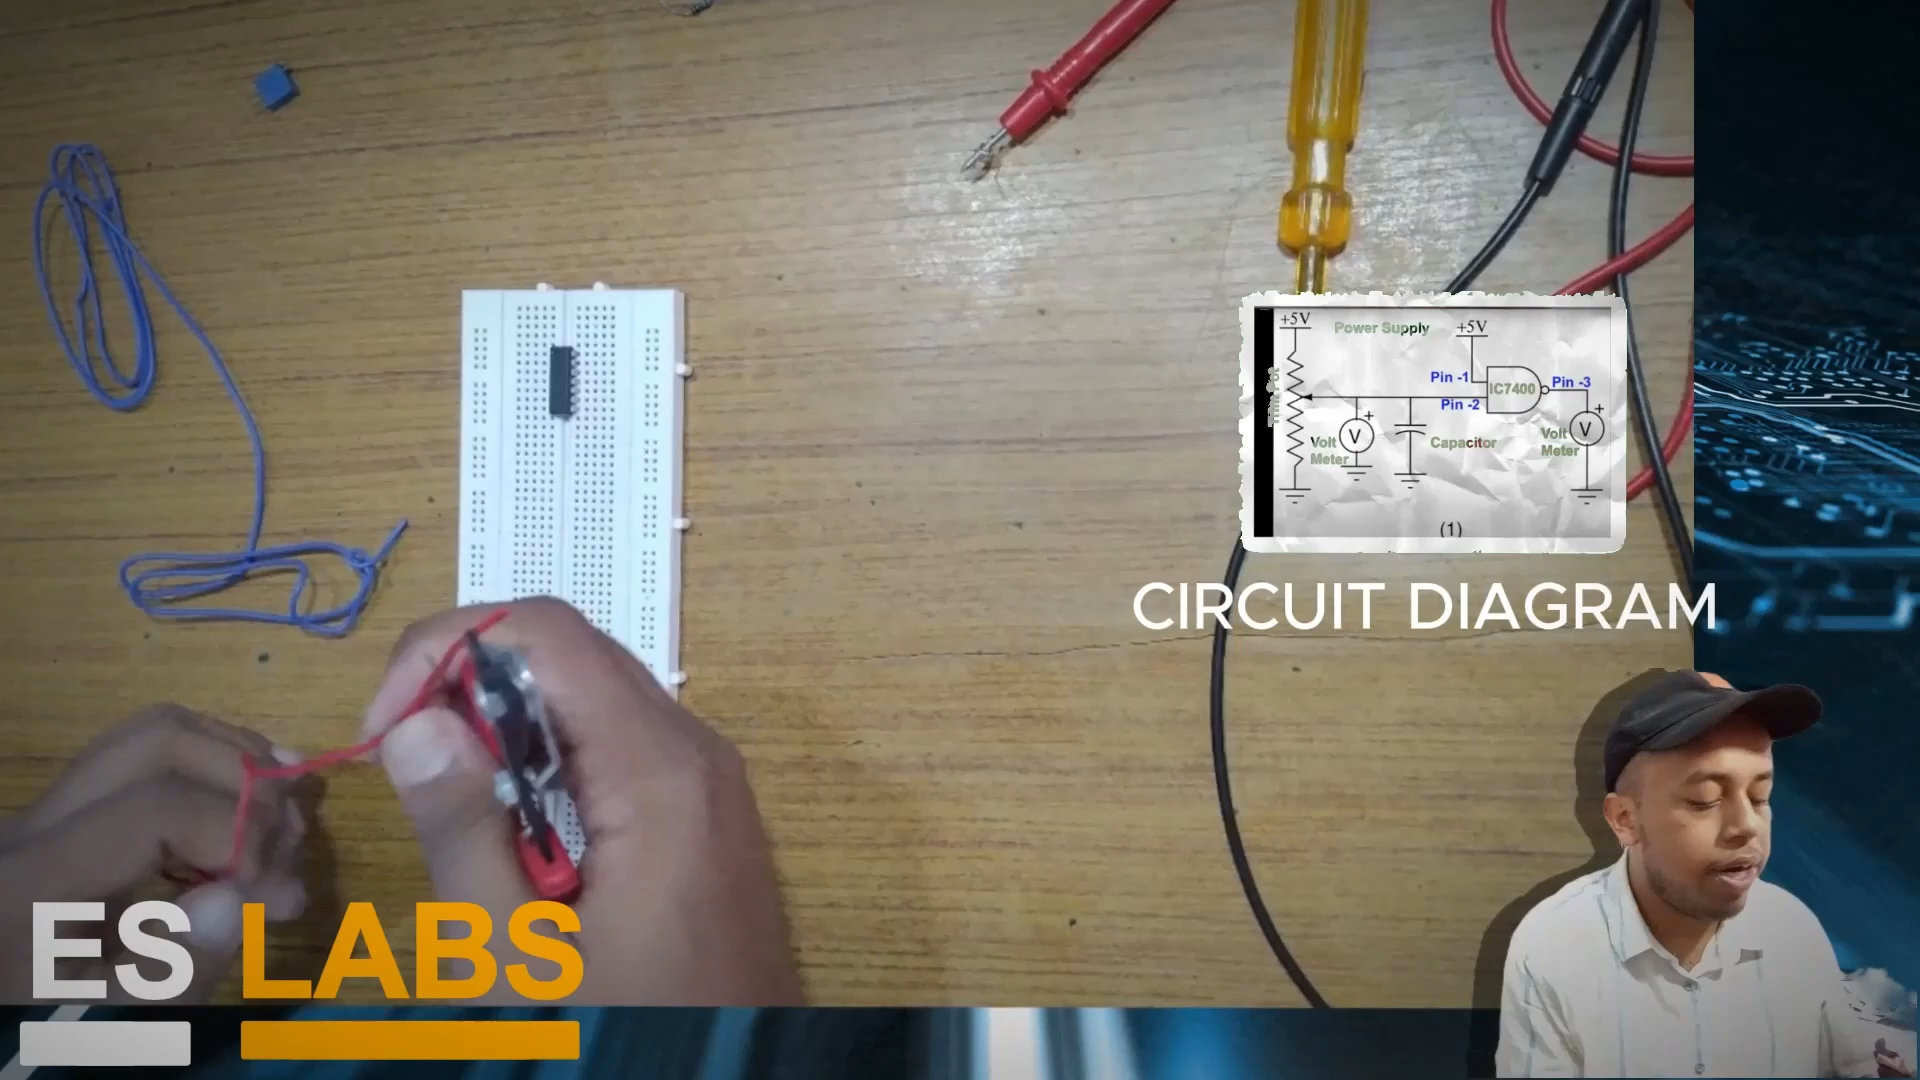 +5V
Power Supply
+5V
Pin -1
IC7400
Pin -3
Pin -2
+
+
V
V
Volt
Meter
Capacitor
Volt
Meter
(1)
CIRCUIT DIAGRAM
ES LABS